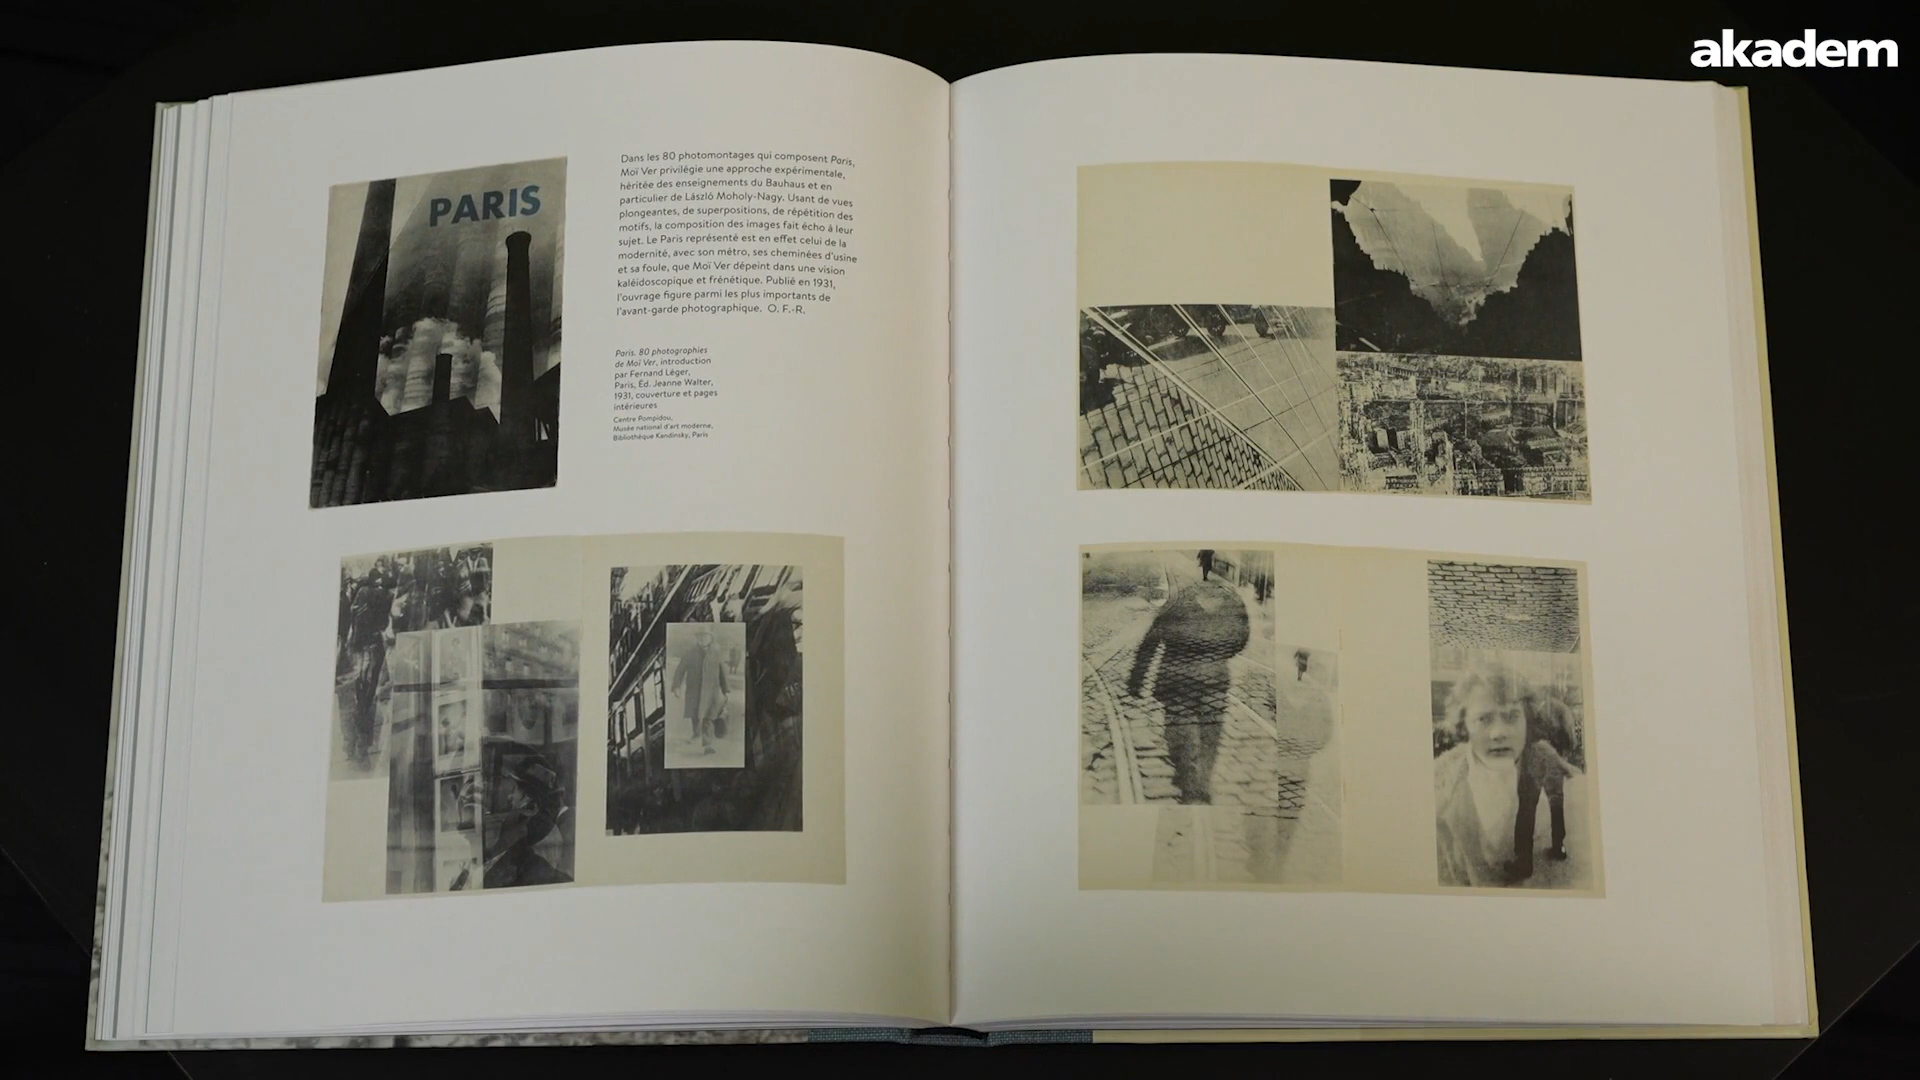 akadem
PARIS
Dans les 80 photomontages qui composent Paris,
Moï Ver privilégie une approche expérimentale,
héritée des enseignements du Bauhaus et en
particulier de László Moholy-Nagy. Usant de vues
plongeantes, de superpositions, de répétition des
motifs, la composition des images fait écho à leur
sujet. Le Paris représenté est en effet celui de la
modernité, avec son métro, ses cheminées d'usine
et sa foule, que Moï Ver dépeint dans une vision
kaléidoscopique et frénétique. Publié en 1931,
l'ouvrage figure parmi les plus importants de
l'avant-garde photographique. O. F.-R.
Paris. 80 photographies
de Moï Ver, introduction
par Fernand Léger,
Paris, Éd. Jeanne Walter,
1931, couverture et pages
intérieures
Centre Pompidou,
Musée national d'art moderne,
Bibliothèque Kandinsky, Paris